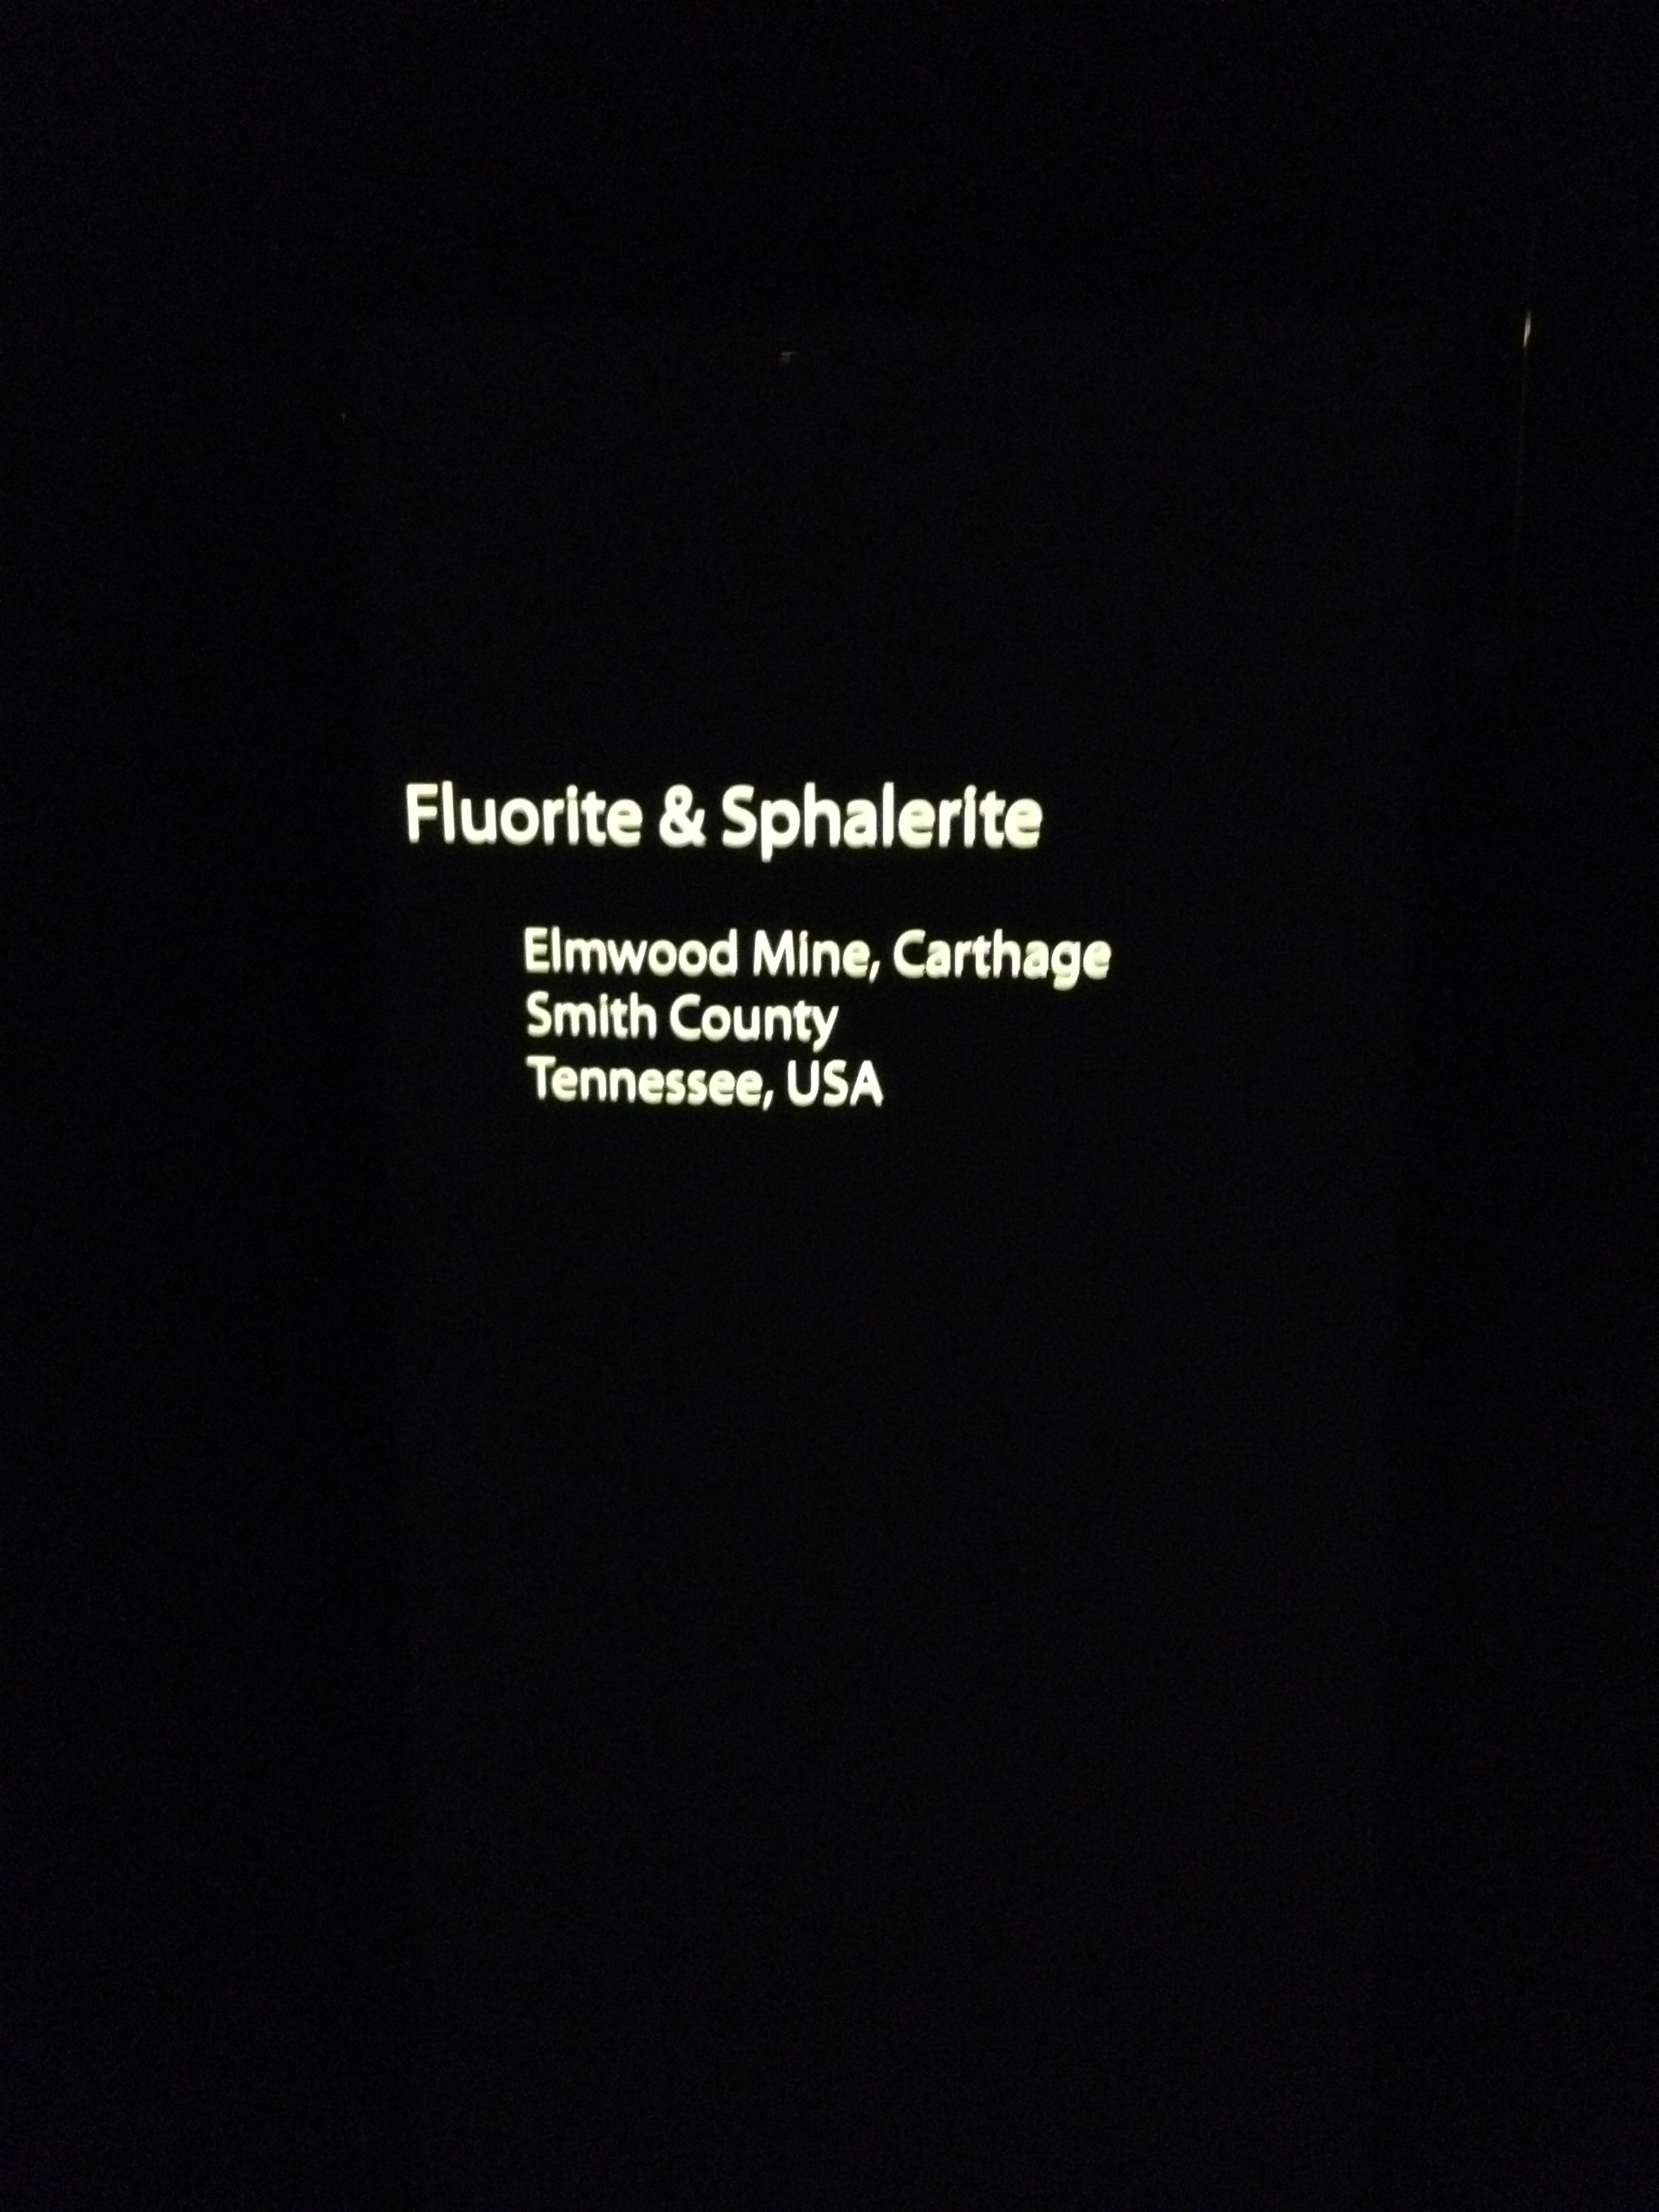 Fluorite & Sphalerite
Elmwood Mine, Carthage
Smith County
Tennessee, USA